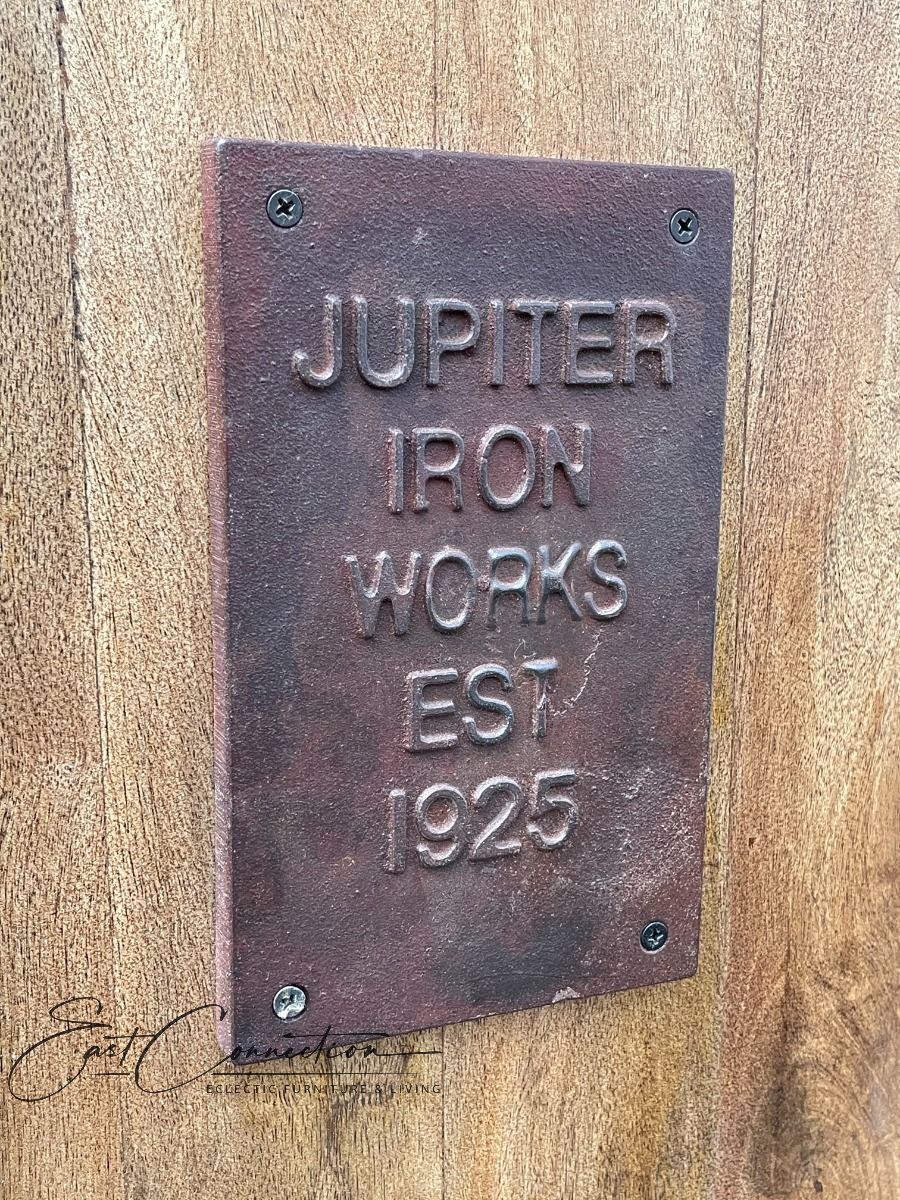 JUPITER
IRON
WORKS
EST
1925
East Connection
ECLECTIC FURNITURE & LIVING